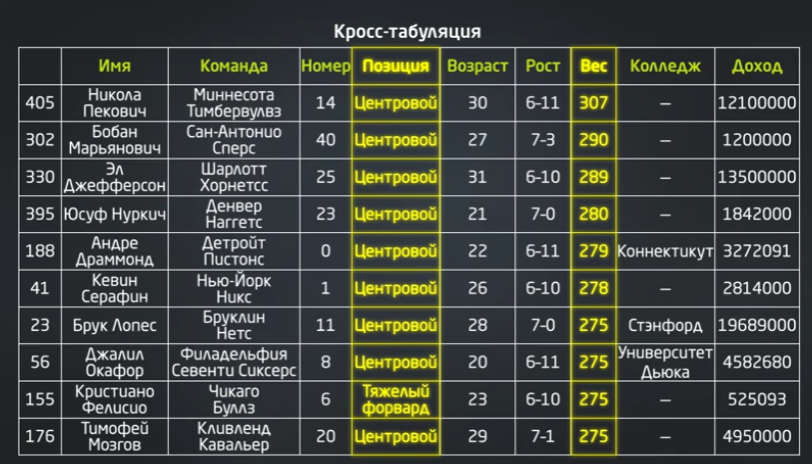 Кросс-табуляция
Имя Команда Номер Позиция Возраст Рост Вес Колледж Доход
405 Никола Пекович Миннесота Тимбервулвз 14 Центровой 30 6-11 307 – 12100000
302 Бобан Марьянович Сан-Антонио Сперс 40 Центровой 27 7-3 290 – 1200000
330 Эл Джефферсон Шарлотт Хорнетсс 25 Центровой 31 6-10 289 – 13500000
395 Юсуф Нуркич Денвер Наггетс 23 Центровой 21 7-0 280 – 1842000
188 Андре Драммонд Детройт Пистонс 0 Центровой 22 6-11 279 Коннектикут 3272091
41 Кевин Серафин Нью-Йорк Никс 1 Центровой 26 6-10 278 – 2814000
23 Брук Лопес Бруклин Нетс 11 Центровой 28 7-0 275 Стэнфорд 19689000
56 Джалил Окафор Филадельфия Севенти Сиксерс 8 Центровой 20 6-11 275 Университет Дьюка 4582680
155 Кристиано Фелисио Чикаго Буллз 6 Тяжелый форвард 23 6-10 275 – 525093
176 Тимофей Мозгов Кливленд Кавальер 20 Центровой 29 7-1 275 – 4950000